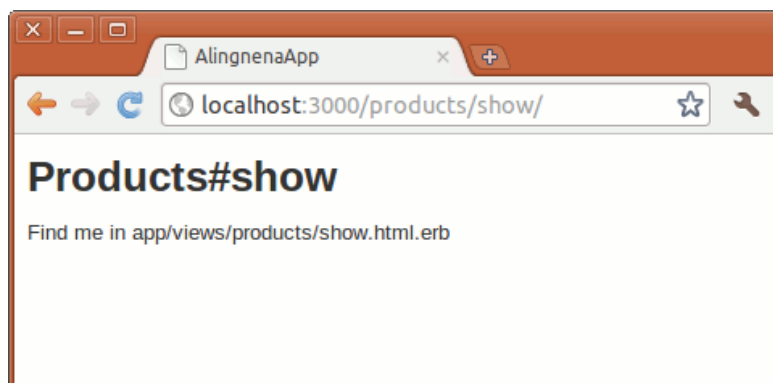 AlingnenaApp
localhost:3000/products/show/
Products#show
Find me in app/views/products/show.html.erb